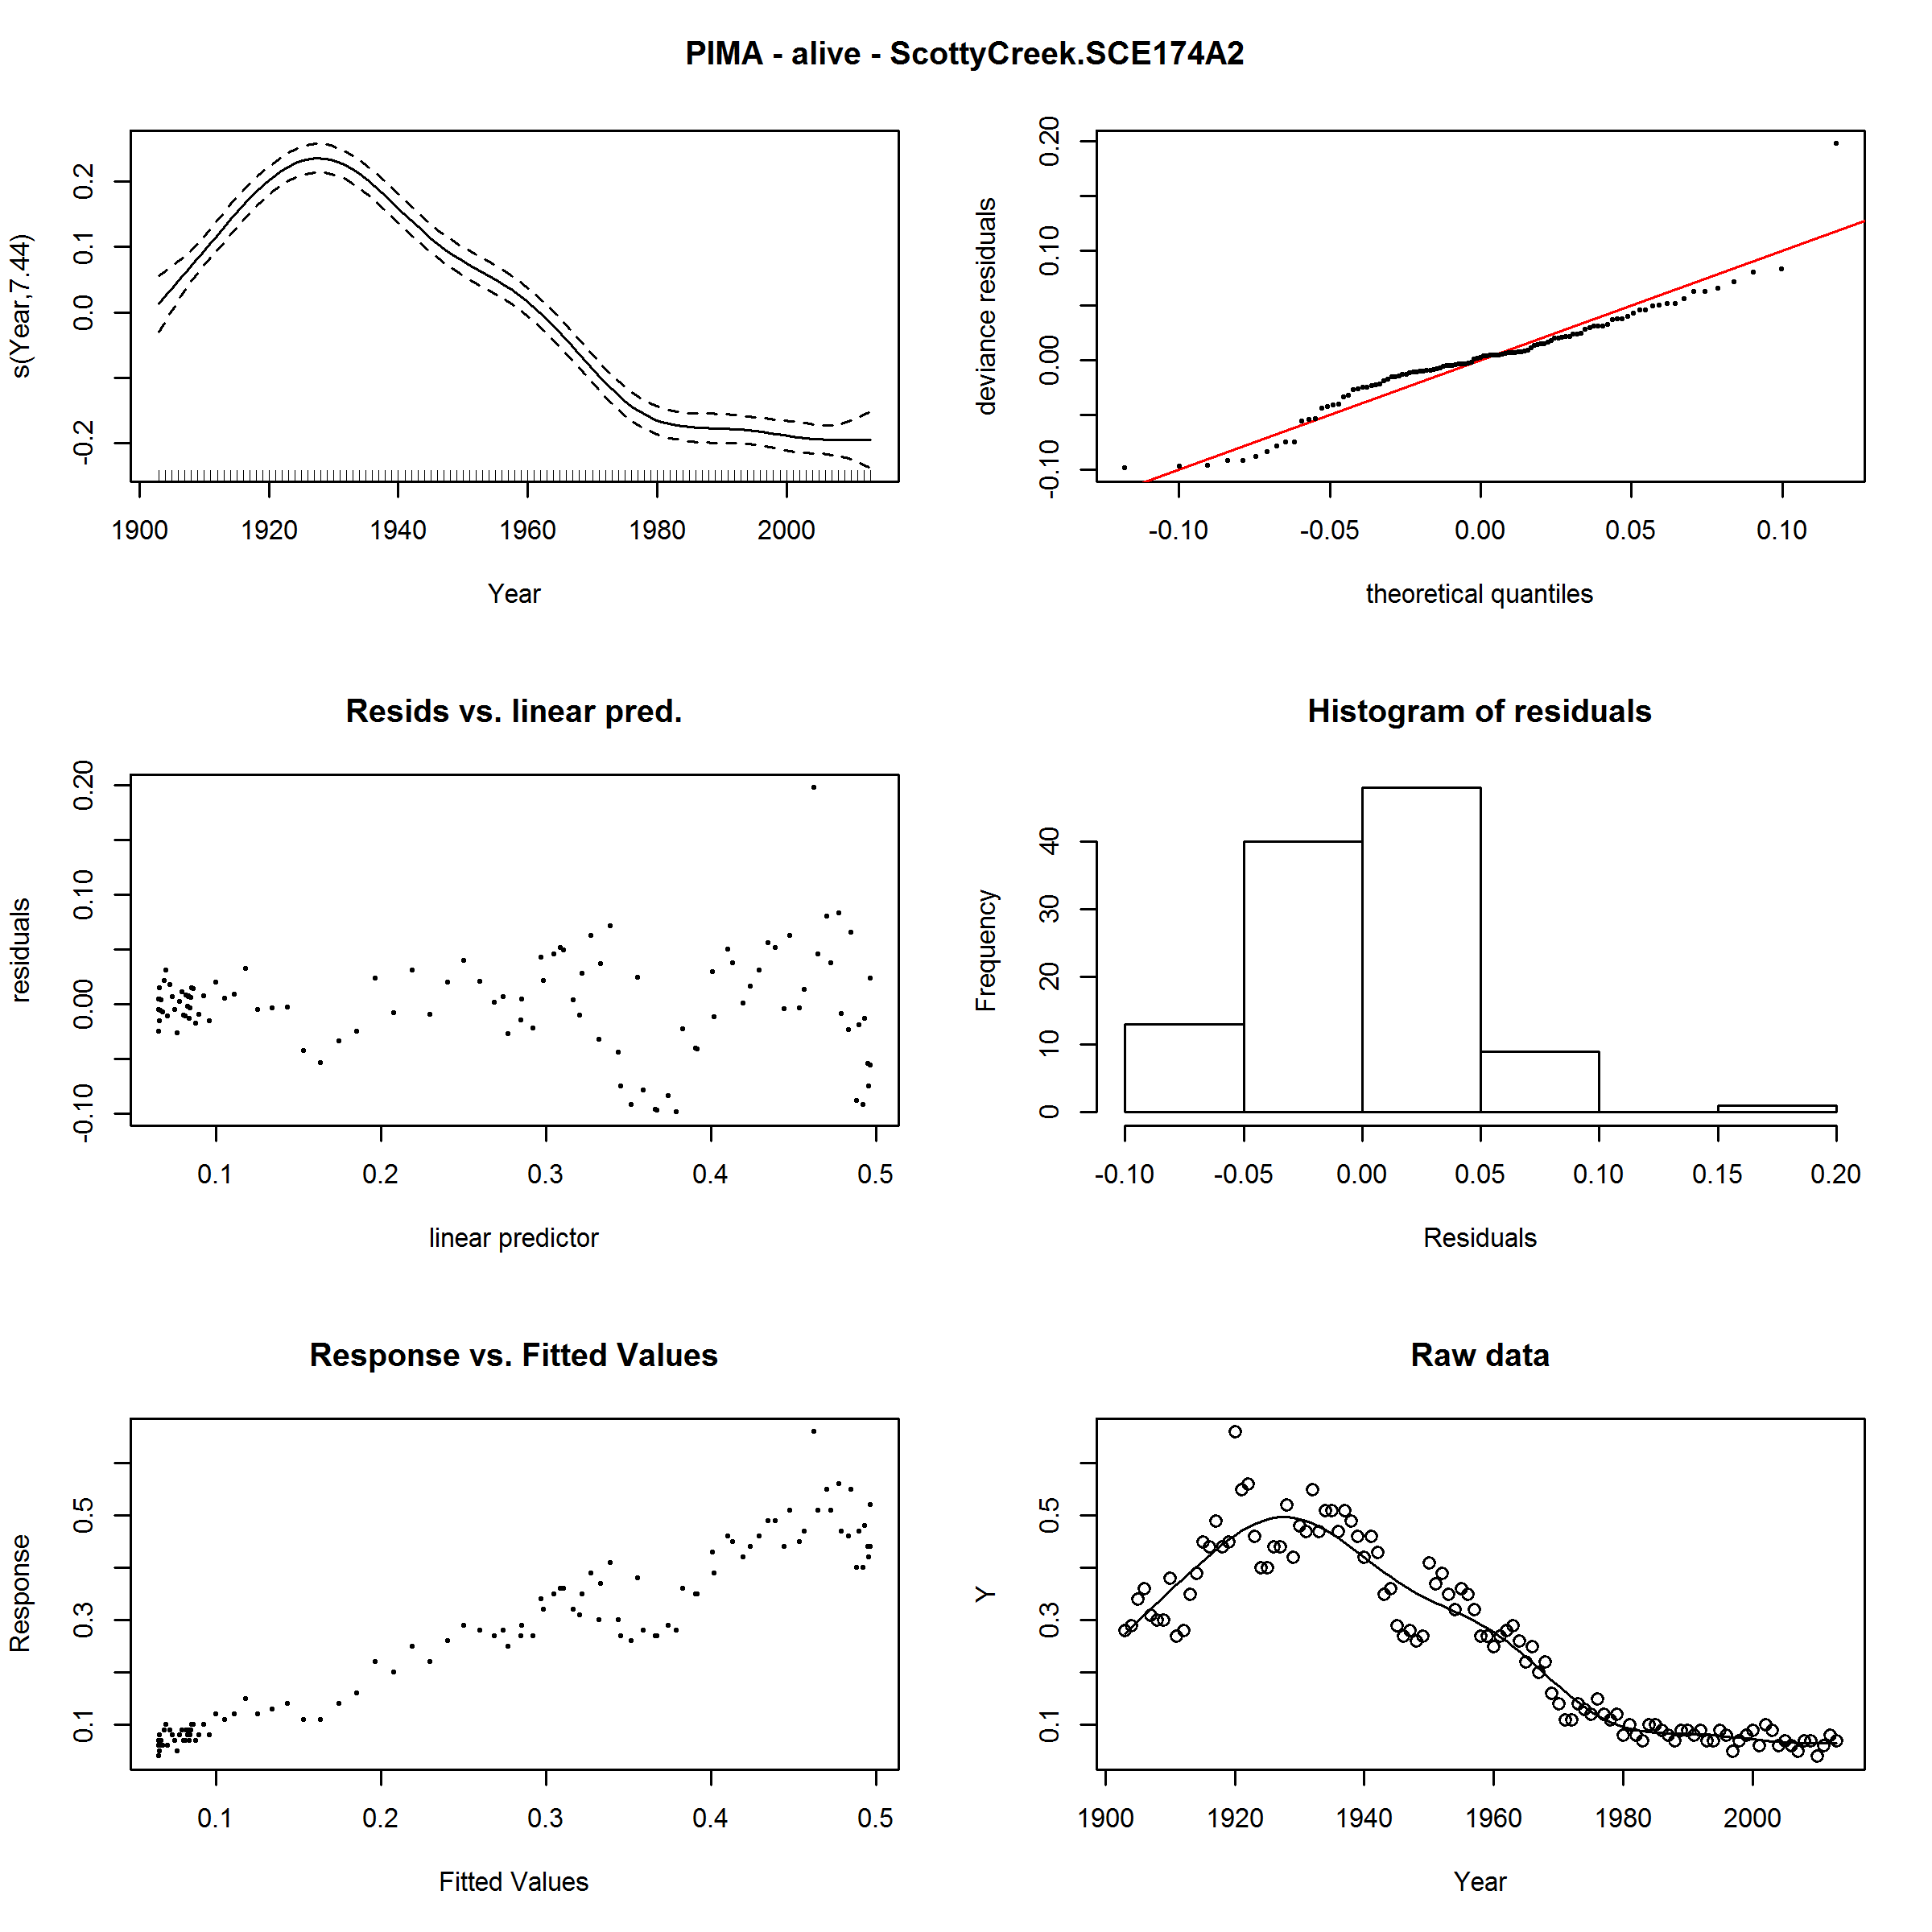 PIMA - alive - ScottyCreek.SCE174A2
s(Year,7.44)
0.2
0.1
0.0
-0.2
1900 1920 1940 1960 1980 2000
Year
deviance residuals
0.20
0.10
0.00
-0.10
-0.10 -0.05 0.00 0.05 0.10
theoretical quantiles
Resids vs. linear pred.
residuals
0.20
0.10
0.00
-0.10
0.1 0.2 0.3 0.4 0.5
linear predictor
Histogram of residuals
Frequency
40
30
20
10
0
-0.10 -0.05 0.00 0.05 0.10 0.15 0.20
Residuals
Response vs. Fitted Values
Response
0.5
0.3
0.1
0.1 0.2 0.3 0.4 0.5
Fitted Values
Raw data
Y
0.5
0.3
0.1
1900 1920 1940 1960 1980 2000
Year